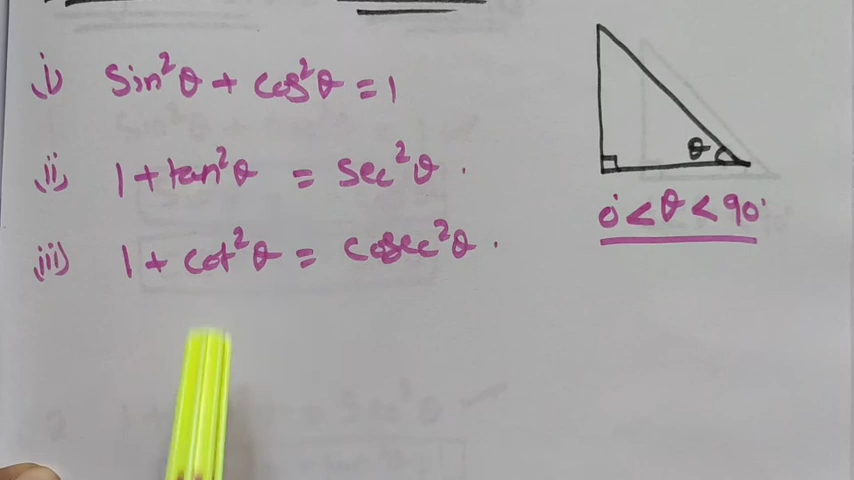 i) Sin²θ + cos²θ = 1
ii) 1 + tan²θ = sec²θ .
iii) 1 + cot²θ = cosec²θ .
θ
0° < θ < 90°